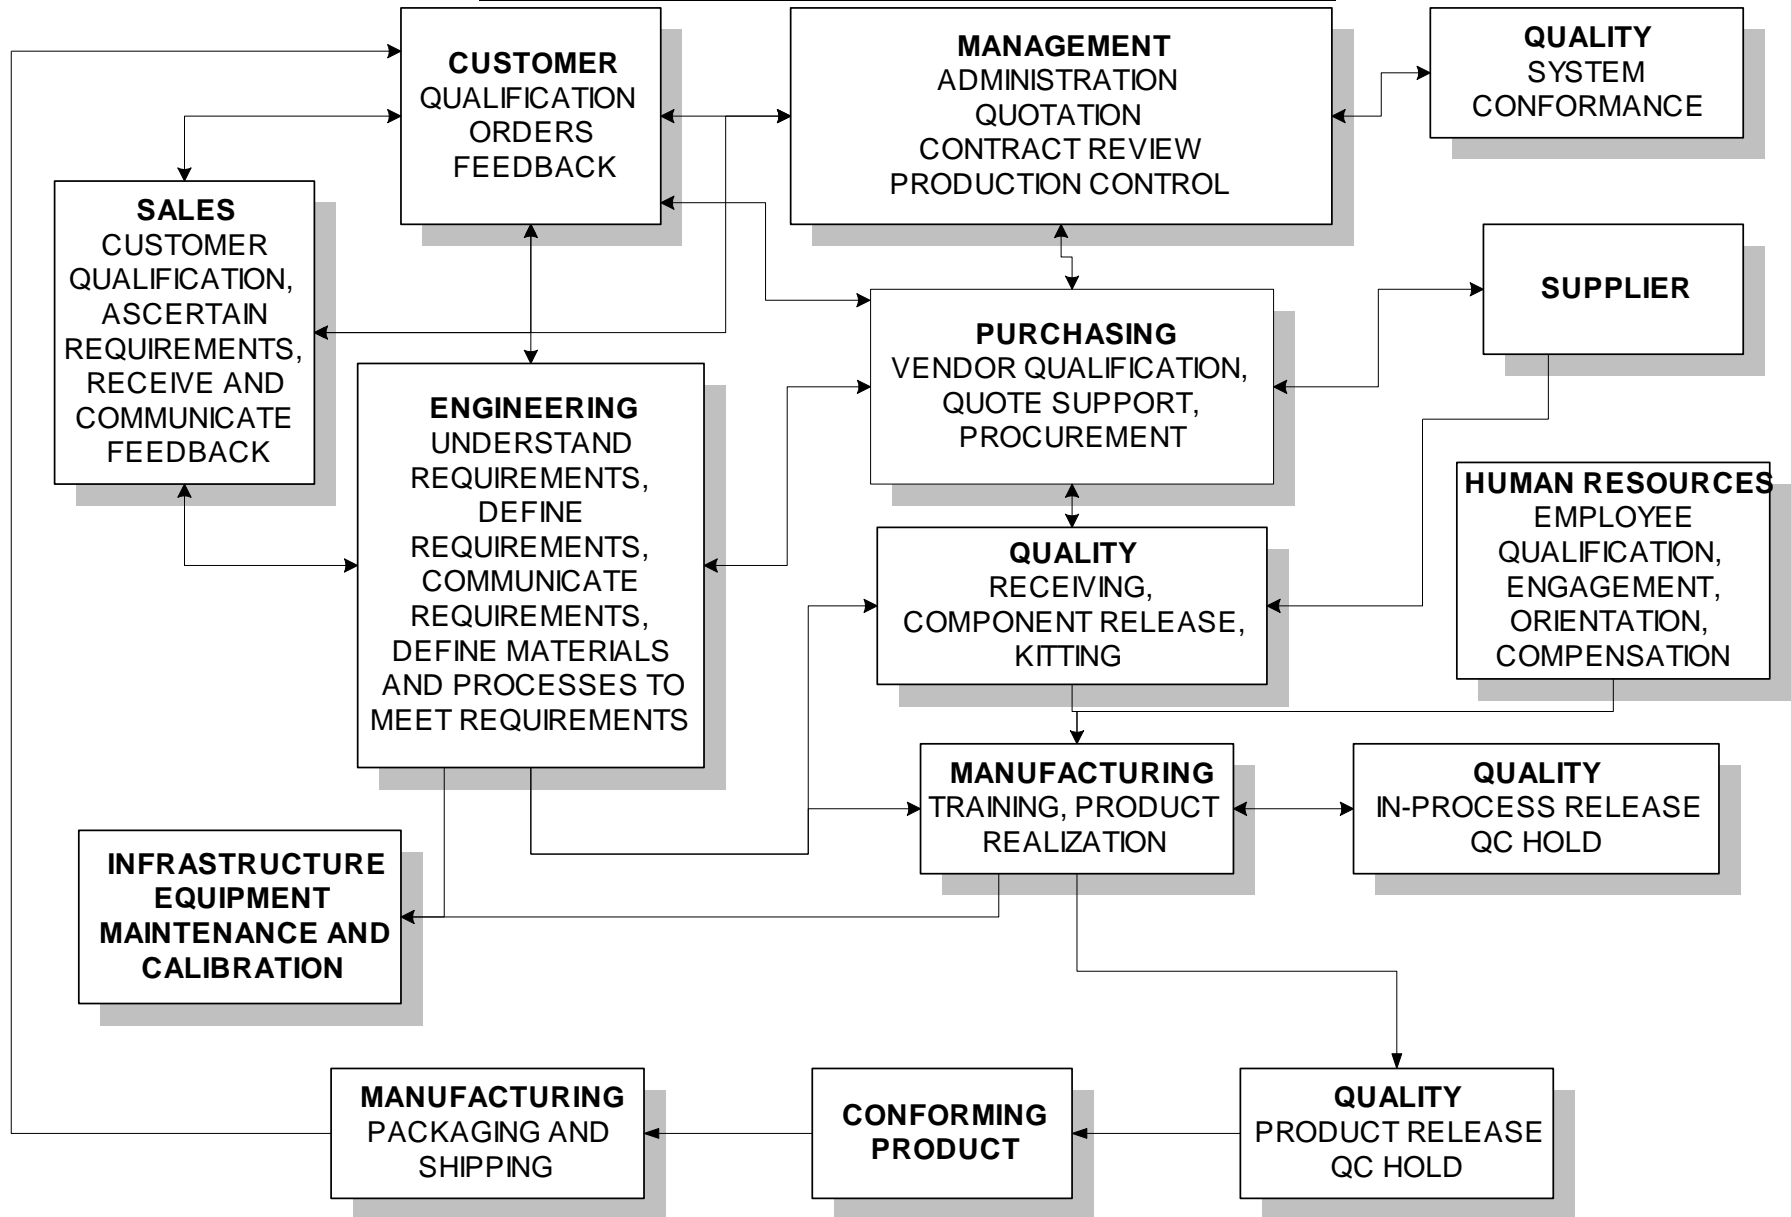 CUSTOMER
QUALIFICATION
ORDERS
FEEDBACK
MANAGEMENT
ADMINISTRATION
QUOTATION
CONTRACT REVIEW
PRODUCTION CONTROL
QUALITY
SYSTEM
CONFORMANCE
SALES
CUSTOMER
QUALIFICATION,
ASCERTAIN
REQUIREMENTS,
RECEIVE AND
COMMUNICATE
FEEDBACK
SUPPLIER
PURCHASING
VENDOR QUALIFICATION,
QUOTE SUPPORT,
PROCUREMENT
ENGINEERING
UNDERSTAND
REQUIREMENTS,
DEFINE
REQUIREMENTS,
COMMUNICATE
REQUIREMENTS,
DEFINE MATERIALS
AND PROCESSES TO
MEET REQUIREMENTS
HUMAN RESOURCES
EMPLOYEE
QUALIFICATION,
ENGAGEMENT,
ORIENTATION,
COMPENSATION
QUALITY
RECEIVING,
COMPONENT RELEASE,
KITTING
MANUFACTURING
TRAINING, PRODUCT
REALIZATION
QUALITY
IN-PROCESS RELEASE
QC HOLD
INFRASTRUCTURE
EQUIPMENT
MAINTENANCE AND
CALIBRATION
MANUFACTURING
PACKAGING AND
SHIPPING
CONFORMING
PRODUCT
QUALITY
PRODUCT RELEASE
QC HOLD